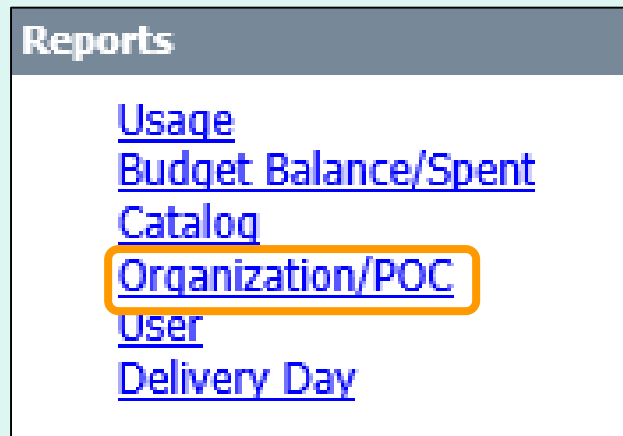 Reports
Usage
Budget Balance/Spent
Catalog
Organization/POC
User
Delivery Day